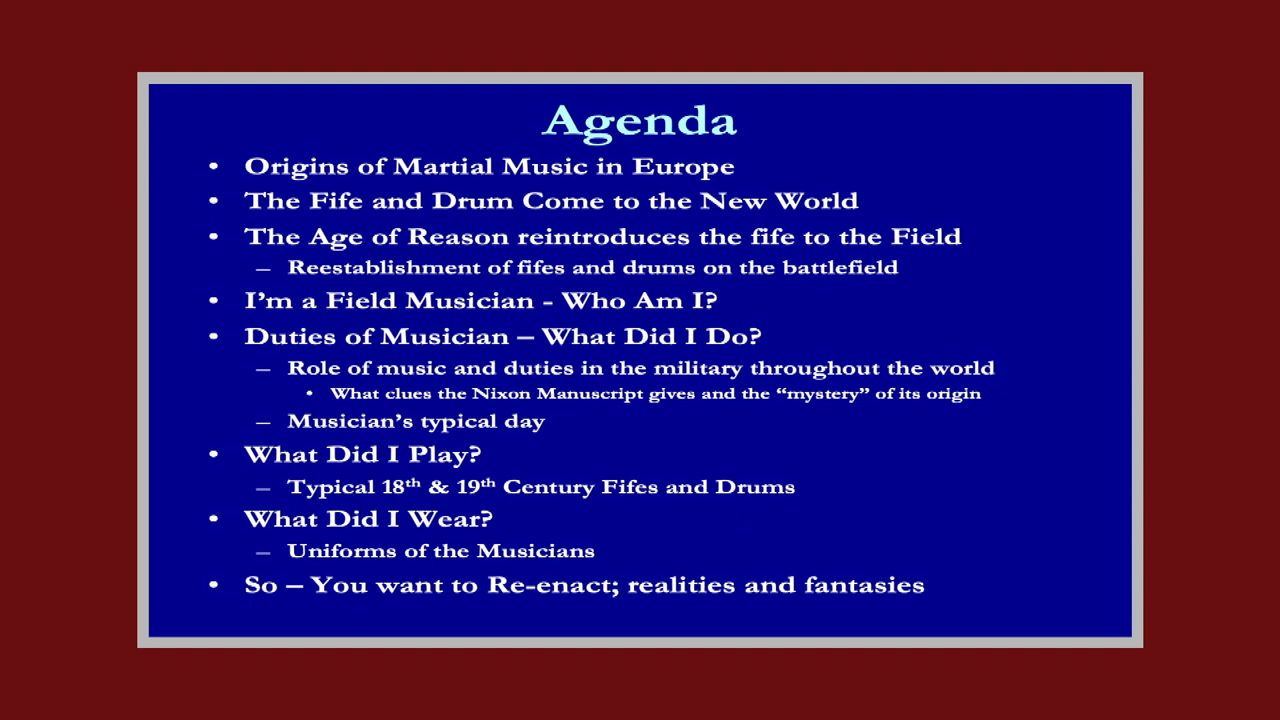 Agenda
• Origins of Martial Music in Europe
• The Fife and Drum Come to the New World
• The Age of Reason reintroduces the fife to the Field
– Reestablishment of fifes and drums on the battlefield
• I’m a Field Musician - Who Am I?
• Duties of Musician – What Did I Do?
– Role of music and duties in the military throughout the world
• What clues the Nixon Manuscript gives and the “mystery” of its origin
– Musician’s typical day
• What Did I Play?
– Typical 18th & 19th Century Fifes and Drums
• What Did I Wear?
– Uniforms of the Musicians
• So – You want to Re-enact; realities and fantasies